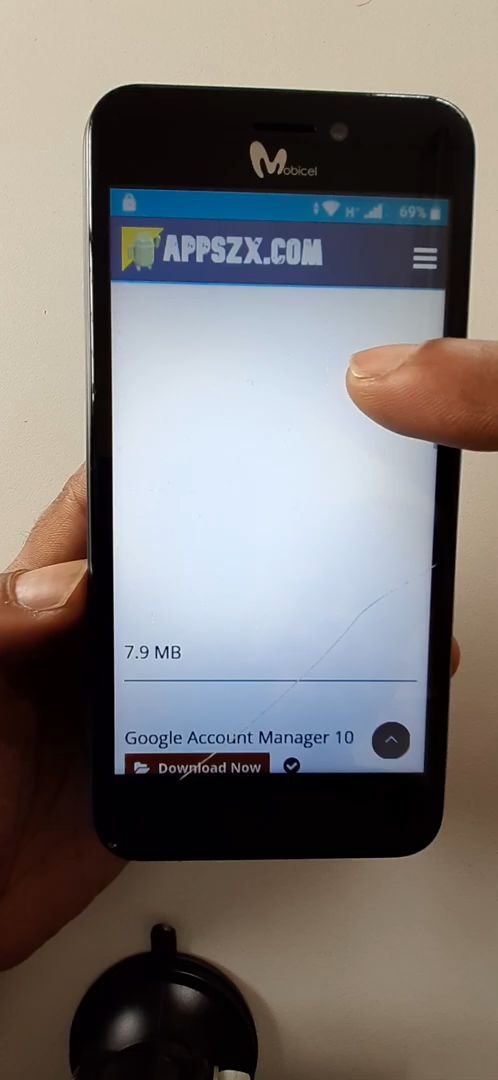 Mobicel
H+ 69%
APPSZX.COM
7.9 MB
Google Account Manager 10
Download Now